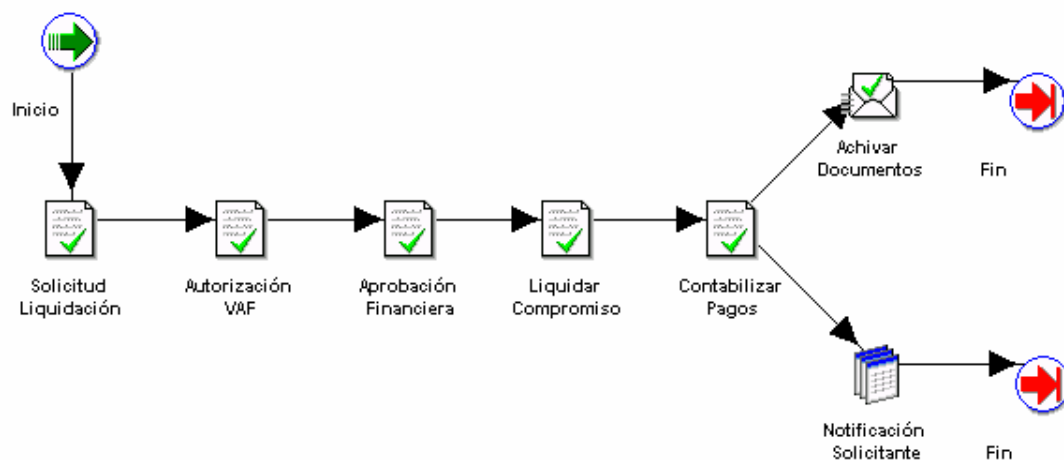 Inicio
Achivar
Documentos
Fin
Solicitud
Liquidación
Autorización
VAF
Aprobación
Financiera
Liquidar
Compromiso
Contabilizar
Pagos
Notificación
Solicitante
Fin